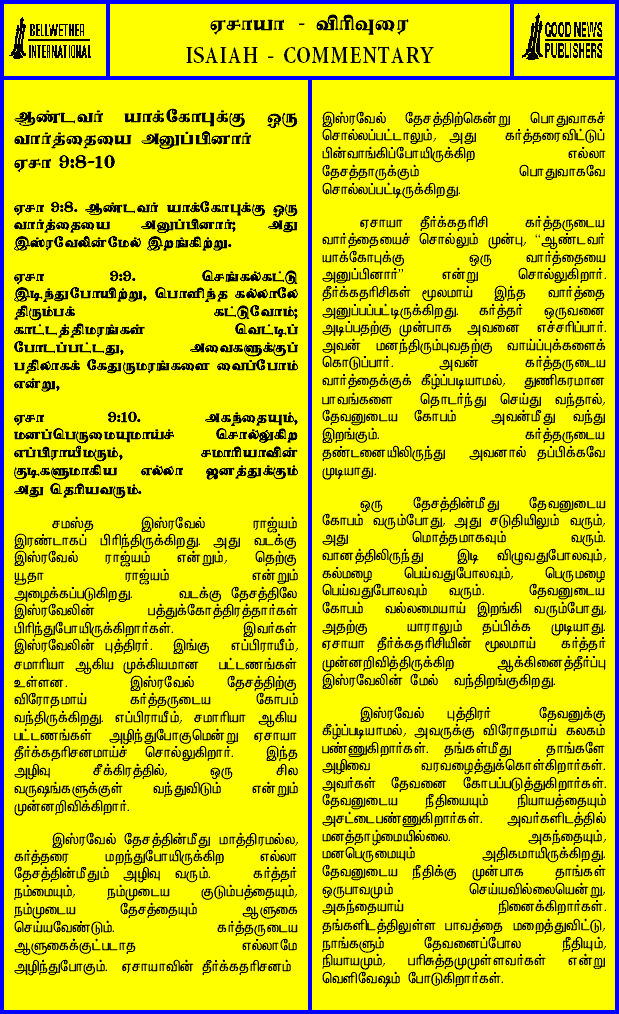 BELLWETHER
INTERNATIONAL
ஏசாயா - விரிவுரை
ISAIAH - COMMENTARY
GOOD NEWS
PUBLISHERS
ஆண்டவர் யாக்கோபுக்கு ஒரு
வார்த்தையை அனுப்பினார்
ஏசா 9:8-10
ஏசா 9:8. ஆண்டவர் யாக்கோபுக்கு ஒரு
வார்த்தையை அனுப்பினார்; அது
இஸ்ரவேலின்மேல் இறங்கிற்று.
ஏசா 9:9. செங்கல்கட்டு
இடிந்துபோயிற்று, பொளிந்த கல்லாலே
திரும்பக் கட்டுவோம்;
காட்டத்திமரங்கள் வெட்டிப்
போடப்பட்டது, அவைகளுக்குப்
பதிலாகக் கேதுருமரங்களை வைப்போம்
என்று,
ஏசா 9:10. அகந்தையும்,
மனப்பெருமையுமாய்ச் சொல்லுகிற
எப்பிராயீமரும், சமாரியாவின்
குடிகளுமாகிய எல்லா ஜனத்துக்கும்
அது தெரியவரும்.
சமஸ்த இஸ்ரவேல் ராஜ்யம்
இரண்டாகப் பிரிந்திருக்கிறது. அது வடக்கு
இஸ்ரவேல் ராஜ்யம் என்றும், தெற்கு
யூதா ராஜ்யம் என்றும்
அழைக்கப்படுகிறது. வடக்கு தேசத்திலே
இஸ்ரவேலின் பத்துக்கோத்திரத்தார்கள்
பிரிந்துபோயிருக்கிறார்கள். இவர்கள்
இஸ்ரவேலின் புத்திரர். இங்கு எப்பிராயீம்,
சமாரியா ஆகிய முக்கியமான பட்டணங்கள்
உள்ளன. இஸ்ரவேல் தேசத்திற்கு
விரோதமாய் கர்த்தருடைய கோபம்
வந்திருக்கிறது. எப்பிராயீம், சமாரியா ஆகிய
பட்டணங்கள் அழிந்துபோகுமென்று ஏசாயா
தீர்க்கதரிசனமாய்ச் சொல்லுகிறார். இந்த
அழிவு சீக்கிரத்தில், ஒரு சில
வருஷங்களுக்குள் வந்துவிடும் என்றும்
முன்னறிவிக்கிறார்.
இஸ்ரவேல் தேசத்தின்மீது மாத்திரமல்ல,
கர்த்தரை மறந்துபோயிருக்கிற எல்லா
தேசத்தின்மீதும் அழிவு வரும். கர்த்தர்
நம்மையும், நம்முடைய குடும்பத்தையும்,
நம்முடைய தேசத்தையும் ஆளுகை
செய்யவேண்டும். கர்த்தருடைய
ஆளுகைக்குட்படாத எல்லாமே
அழிந்துபோகும். ஏசாயாவின் தீர்க்கதரிசனம்
இஸ்ரவேல் தேசத்திற்கென்று பொதுவாகச்
சொல்லப்பட்டாலும், அது கர்த்தரைவிட்டுப்
பின்வாங்கிப்போயிருக்கிற எல்லா
தேசத்தாருக்கும் பொதுவாகவே
சொல்லப்பட்டிருக்கிறது.
ஏசாயா தீர்க்கதரிசி கர்த்தருடைய
வார்த்தையைச் சொல்லும் முன்பு, "ஆண்டவர்
யாக்கோபுக்கு ஒரு வார்த்தையை
அனுப்பினார்" என்று சொல்லுகிறார்.
தீர்க்கதரிசிகள் மூலமாய் இந்த வார்த்தை
அனுப்பப்பட்டிருக்கிறது. கர்த்தர் ஒருவனை
அடிப்பதற்கு முன்பாக அவனை எச்சரிப்பார்.
அவன் மனந்திரும்புவதற்கு வாய்ப்புக்களைக்
கொடுப்பார். அவன் கர்த்தருடைய
வார்த்தைக்குக் கீழ்ப்படியாமல், துணிகரமான
பாவங்களை தொடர்ந்து செய்து வந்தால்,
தேவனுடைய கோபம் அவன்மீது வந்து
இறங்கும். கர்த்தருடைய
தண்டனையிலிருந்து அவனால் தப்பிக்கவே
முடியாது.
ஒரு தேசத்தின்மீது தேவனுடைய
கோபம் வரும்போது, அது சடுதியிலும் வரும்,
அது மொத்தமாகவும் வரும்.
வானத்திலிருந்து இடி விழுவதுபோலவும்,
கல்மழை பெய்வதுபோலவும், பெருமழை
பெய்வதுபோலவும் வரும். தேவனுடைய
கோபம் வல்லமையாய் இறங்கி வரும்போது,
அதற்கு யாராலும் தப்பிக்க முடியாது.
ஏசாயா தீர்க்கதரிசியின் மூலமாய் கர்த்தர்
முன்னறிவித்திருக்கிற ஆக்கினைத்தீர்ப்பு
இஸ்ரவேலின் மேல் வந்திறங்குகிறது.
இஸ்ரவேல் புத்திரர் தேவனுக்கு
கீழ்ப்படியாமல், அவருக்கு விரோதமாய் கலகம்
பண்ணுகிறார்கள். தங்கள்மீது தாங்களே
அழிவை வரவழைத்துக்கொள்கிறார்கள்.
அவர்கள் தேவனை கோபப்படுத்துகிறார்கள்.
தேவனுடைய நீதியையும் நியாயத்தையும்
அசட்டைபண்ணுகிறார்கள். அவர்களிடத்தில்
மனத்தாழ்மையில்லை. அகந்தையும்,
மனபெருமையும் அதிகமாயிருக்கிறது.
தேவனுடைய நீதிக்கு முன்பாக தாங்கள்
ஒருபாவமும் செய்யவில்லையென்று,
அகந்தையாய் நினைக்கிறார்கள்.
தங்களிடத்திலுள்ள பாவத்தை மறைத்துவிட்டு,
நாங்களும் தேவனைப்போல நீதியும்,
நியாயமும், பரிசுத்தமுமுள்ளவர்கள் என்று
வெளிவேஷம் போடுகிறார்கள்.